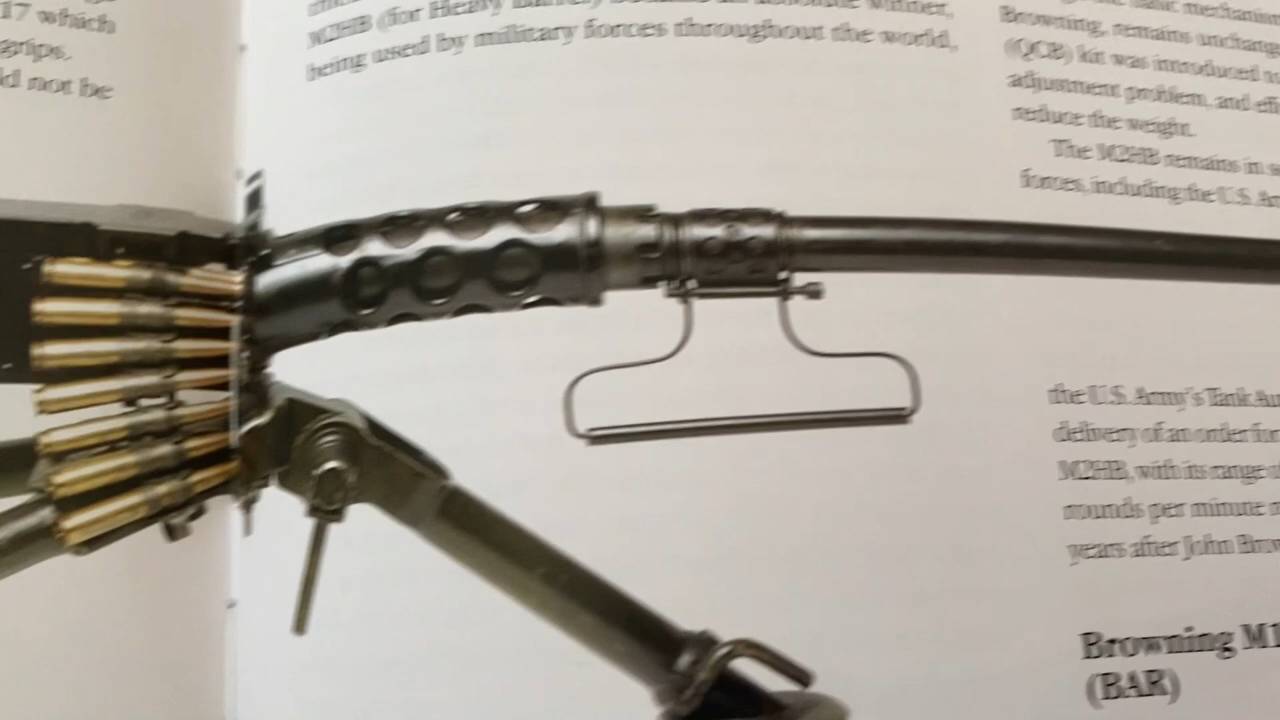 17 which
grips.
ld not be
M2HB (for Heavy Barrel) became an absolute winner,
being used by military forces throughout the world,
mechanism
Browning, remains unchang
(QCB) kit was introduced
adjustment problem, and eff
reduce the weight.
The M2HB remains in s
forces, including the U.S. Ar
the U.S. Army's Tank Au
delivery of an order for
M2HB, with its range
rounds per minute
years after John Brow
Browning M1
(BAR)